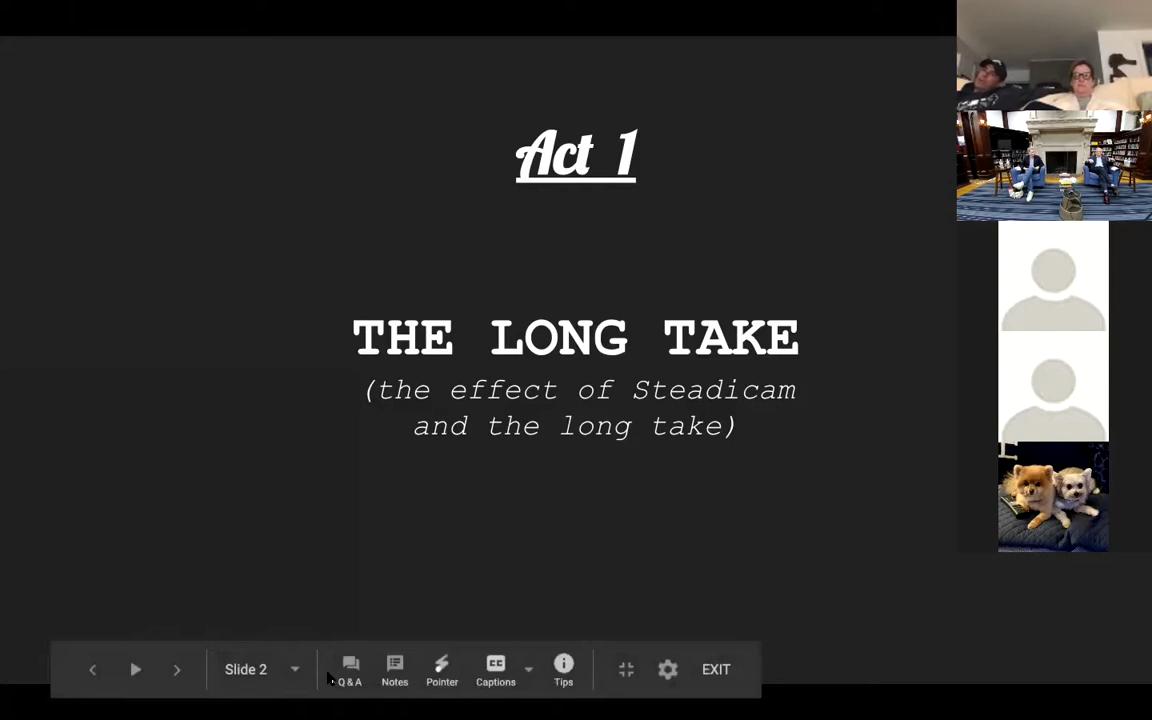 Act 1
THE LONG TAKE
(the effect of Steadicam
and the long take)
Slide 2
Q & A
Notes
Pointer
CC
Captions
Tips
EXIT